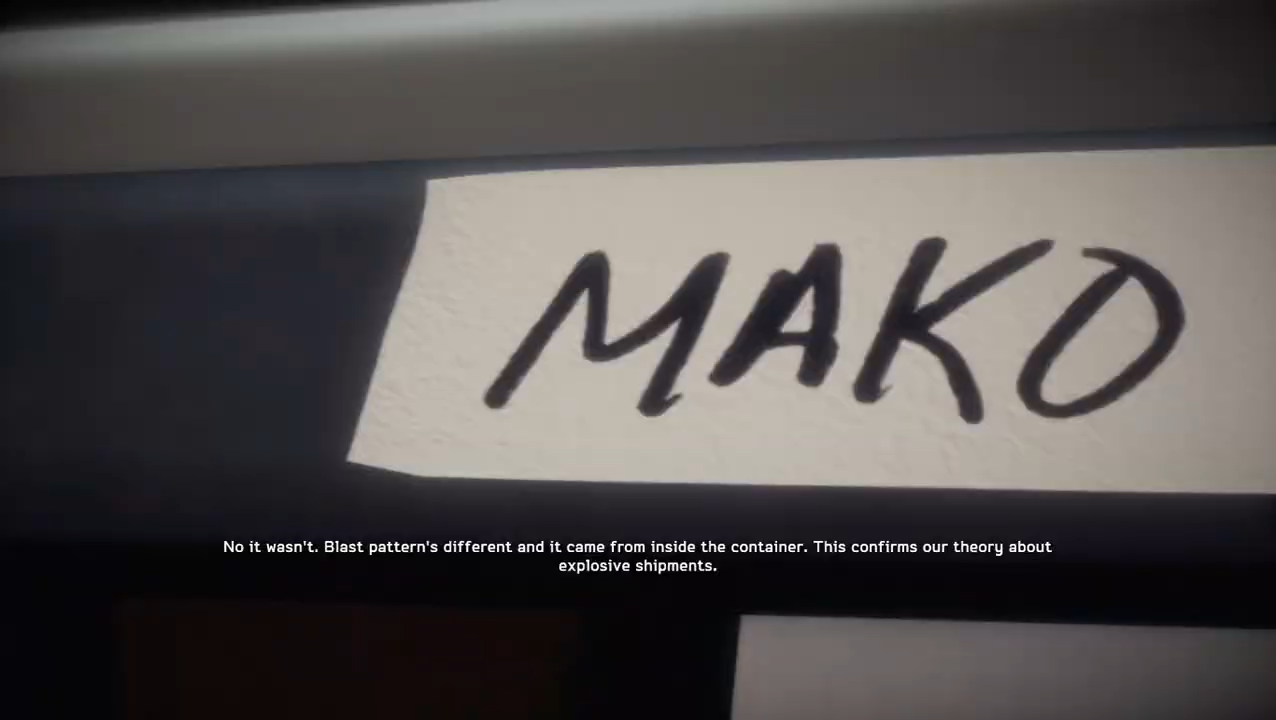 MAKO
No it wasn't. Blast pattern's different and it came from inside the container. This confirms our theory about
explosive shipments.